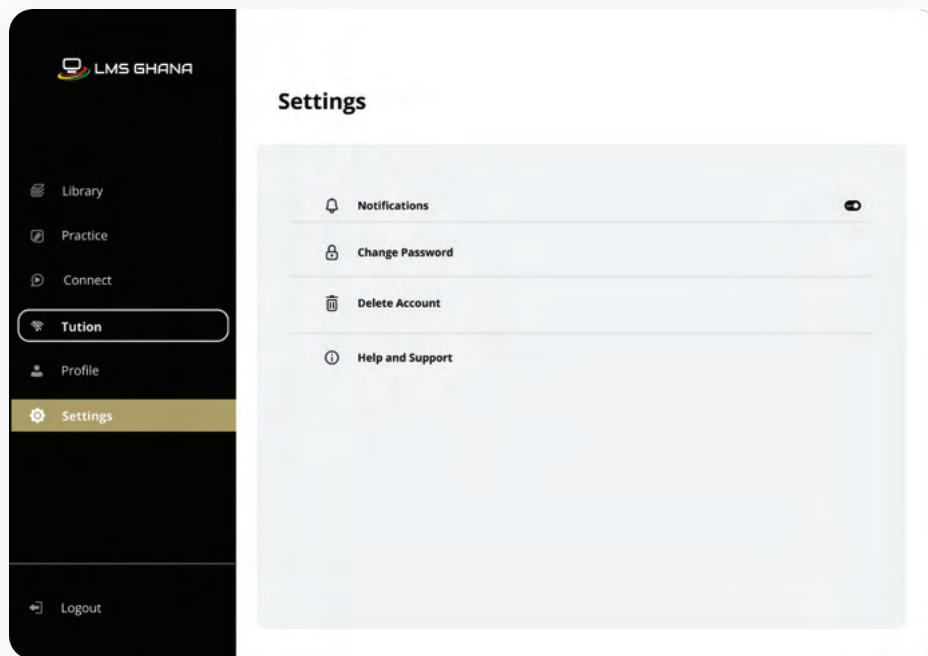 LMS GHANA
Settings
Library
Practice
Connect
Tution
Profile
Settings
Logout
Notifications
Change Password
Delete Account
Help and Support